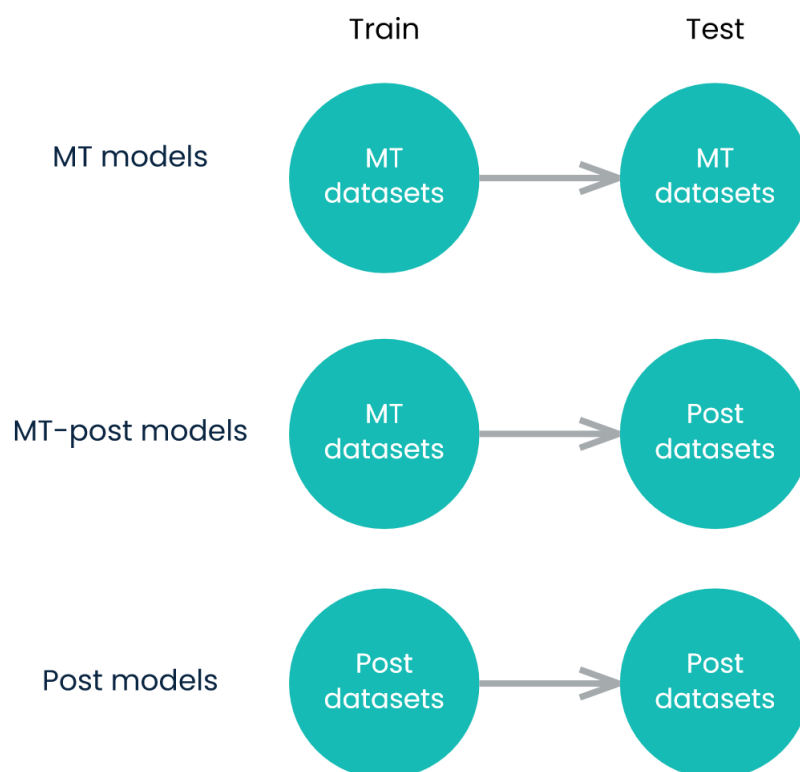 Train
Test
MT models
MT
datasets
MT
datasets
MT-post models
MT
datasets
Post
datasets
Post models
Post
datasets
Post
datasets